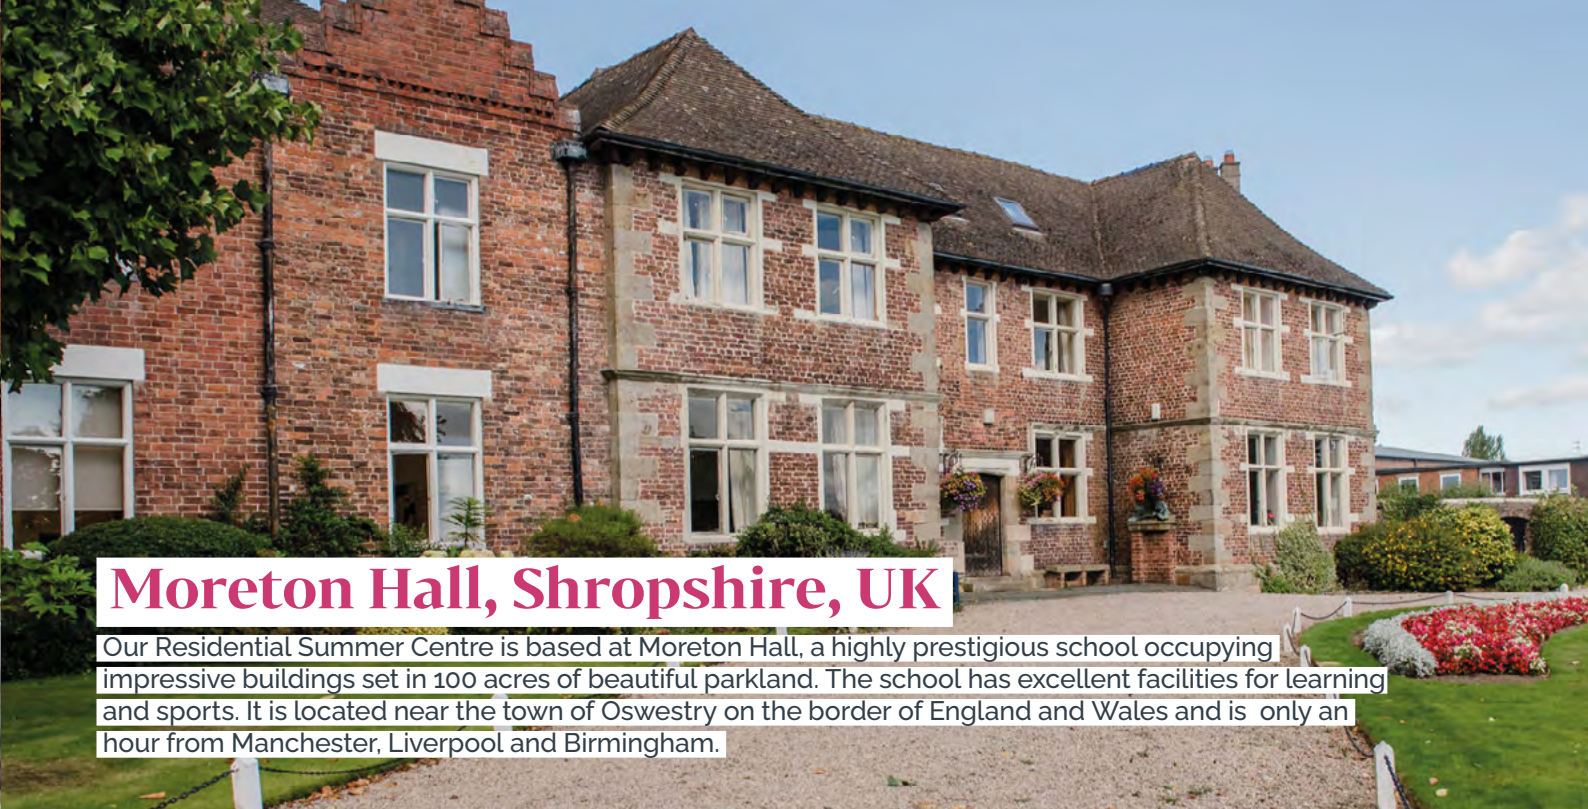 Moreton Hall, Shropshire, UK
Our Residential Summer Centre is based at Moreton Hall, a highly prestigious school occupying
impressive buildings set in 100 acres of beautiful parkland. The school has excellent facilities for learning
and sports. It is located near the town of Oswestry on the border of England and Wales and is  only an
hour from Manchester, Liverpool and Birmingham.